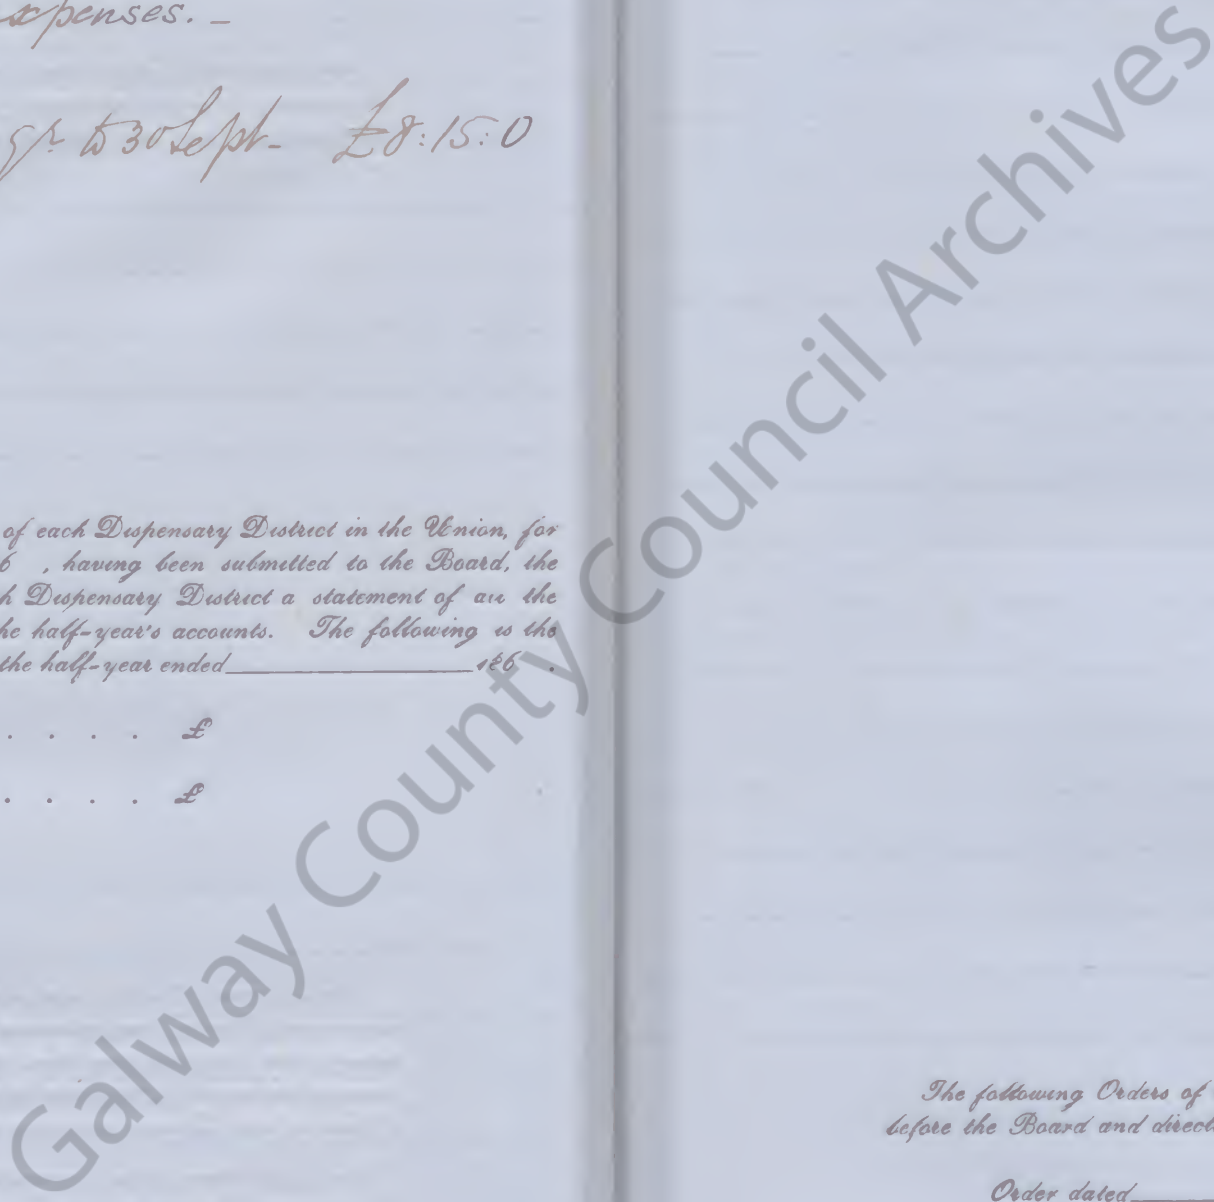 xpenses. –
qr to 30 Sept– £8:15:0
of each Dispensary District in the Union, for
6 , having been submitted to the Board, the
h Dispensary District a statement of all the
he half-year's accounts. The following is the
the half-year ended 186 .
. . . . £
. . . . £
The following Orders of
before the Board and direct
Order dated
Galway County Council Archives